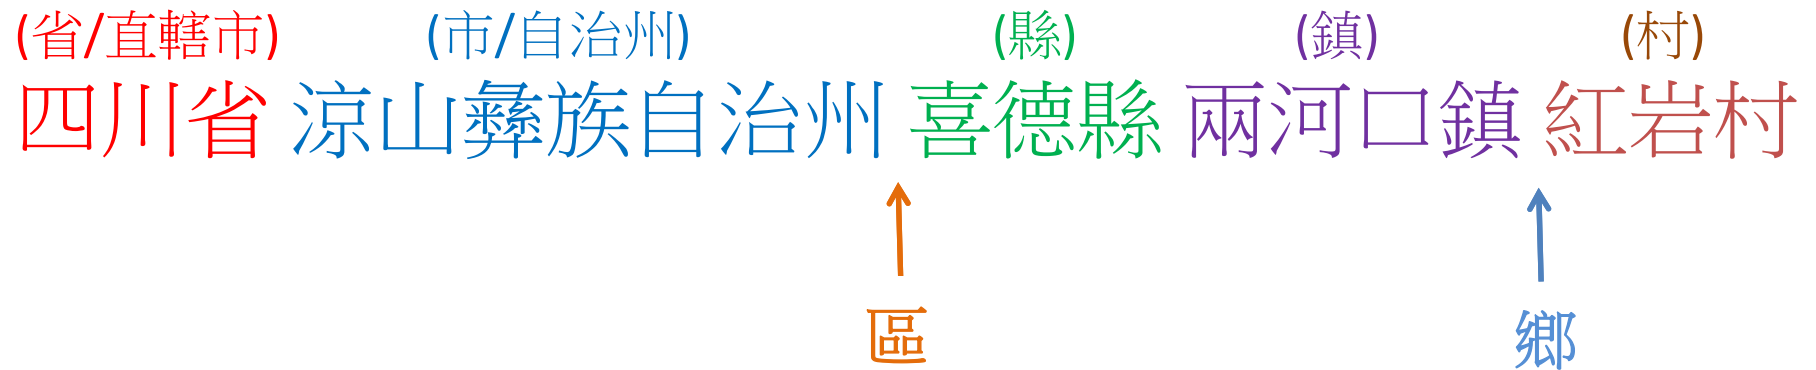 (省/直轄市) (市/自治州) (縣) (鎮) (村)
四川省 涼山彝族自治州 喜德縣 兩河口鎮 紅岩村
區 鄉